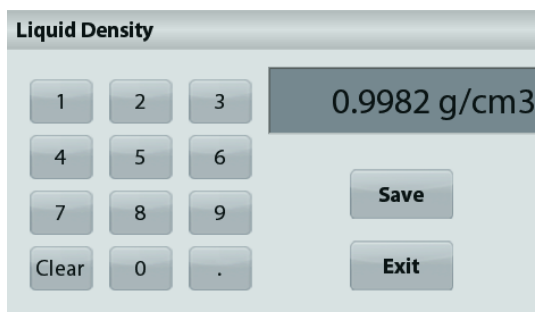 Liquid Density
1 2 3
0.9982 g/cm3
4 5 6
Save
7 8 9
Clear 0 .
Exit